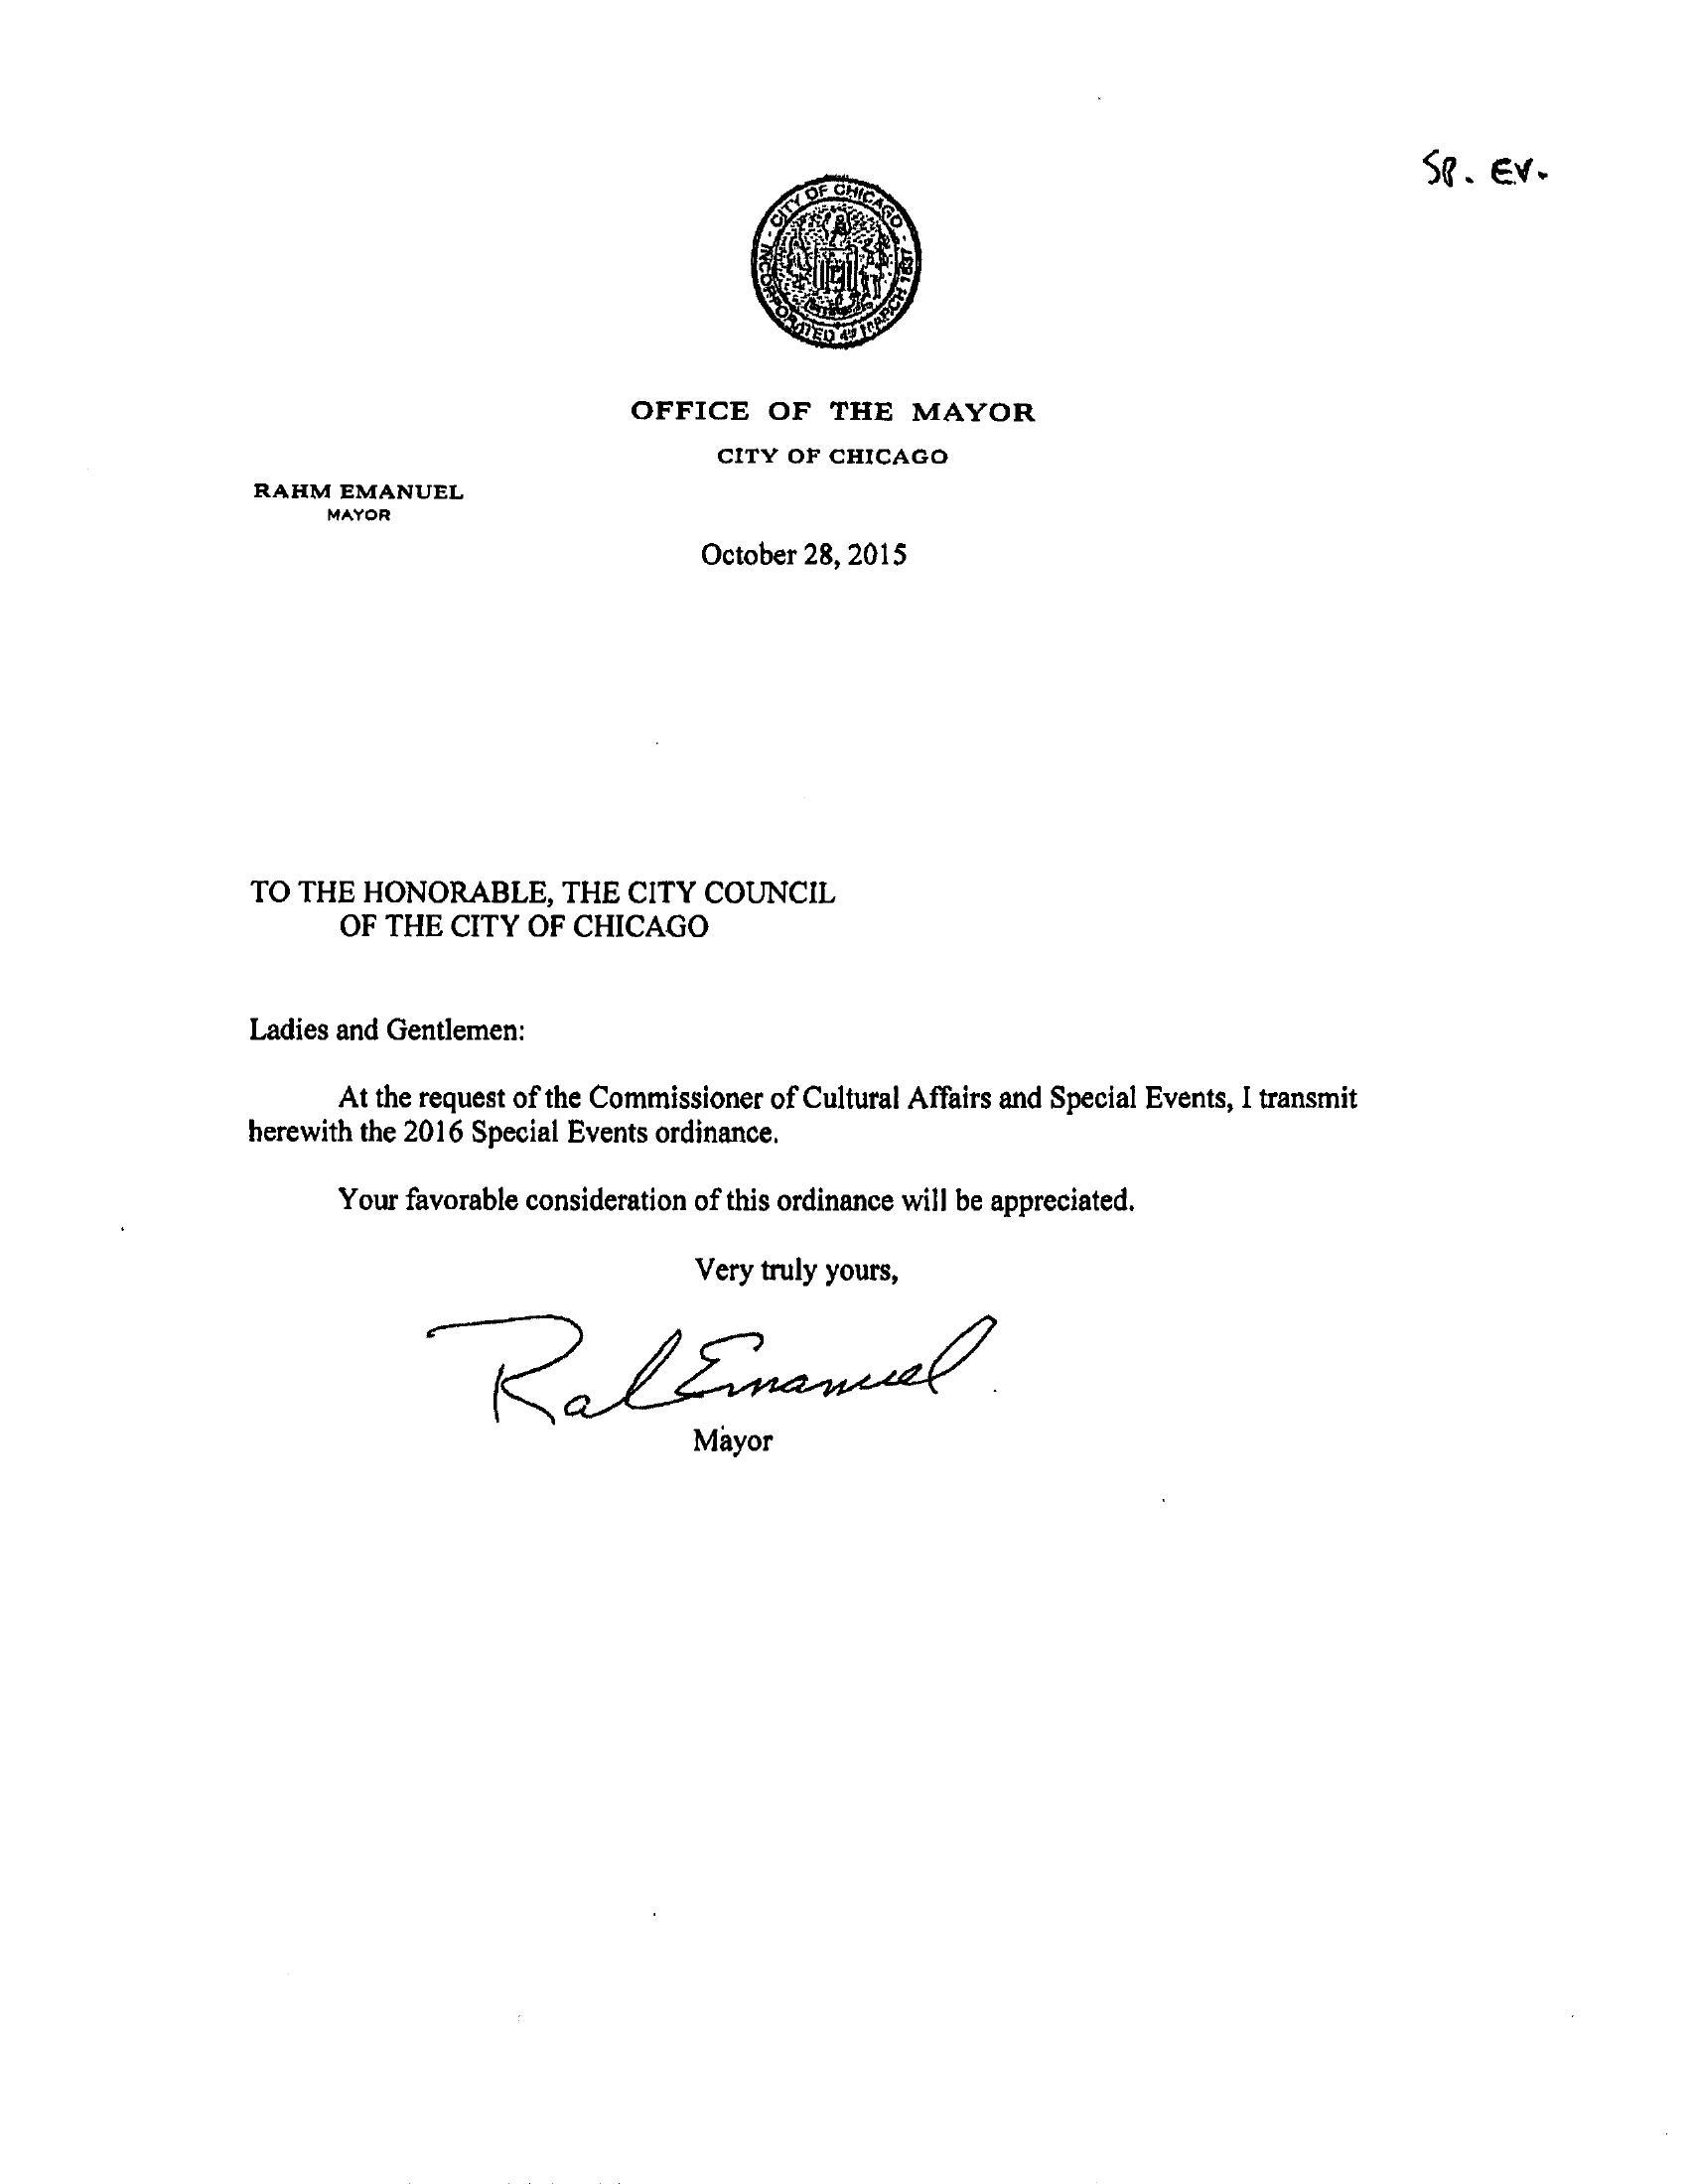 SP. EV.
CITY OF CHICAGO
INCORPORATED 4th MARCH 1837
OFFICE OF THE MAYOR
CITY OF CHICAGO
RAHM EMANUEL
MAYOR
October 28, 2015
TO THE HONORABLE, THE CITY COUNCIL
OF THE CITY OF CHICAGO
Ladies and Gentlemen:
At the request of the Commissioner of Cultural Affairs and Special Events, I transmit
herewith the 2016 Special Events ordinance.
Your favorable consideration of this ordinance will be appreciated.
Very truly yours,
Rahm Emanuel
Mayor